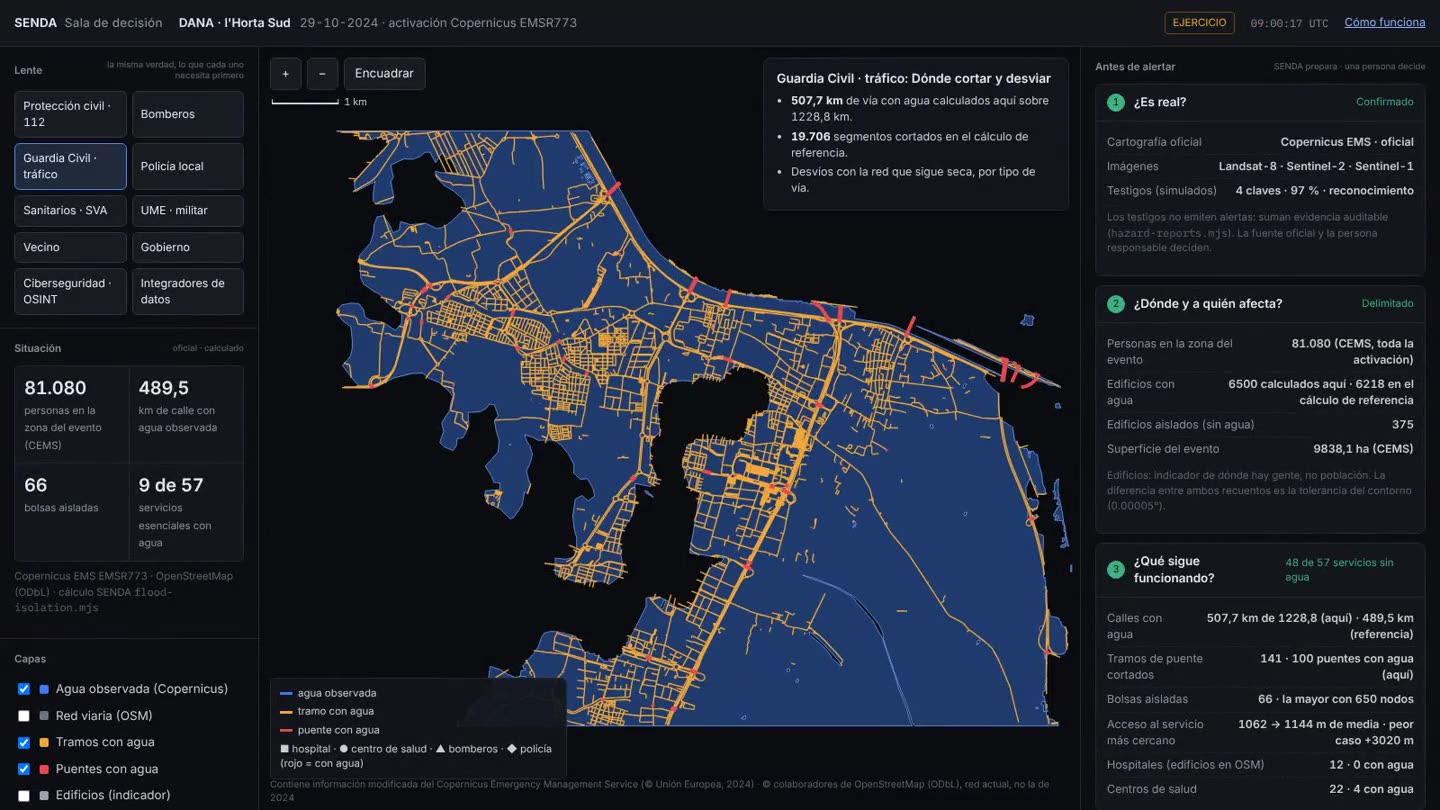 SENDA Sala de decisión DANA · l'Horta Sud 29-10-2024 · activación Copernicus EMSR773
EJERCICIO 09:00:17 UTC Cómo funciona
Lente
la misma verdad, lo que cada uno
necesita primero
Protección civil ·
112
Bomberos
Guardia Civil ·
tráfico
Policía local
Sanitarios · SVA
UME · militar
Vecino
Gobierno
Ciberseguridad ·
OSINT
Integradores de
datos
Situación
oficial · calculado
81.080
personas en la
zona del evento
(CEMS)
489,5
km de calle con
agua observada
66
bolsas aisladas
9 de 57
servicios
esenciales con
agua
Copernicus EMS EMSR773 · OpenStreetMap
(ODbL) · cálculo SENDA flood-
isolation.mjs
Capas
Agua observada (Copernicus)
Red viaria (OSM)
Tramos con agua
Puentes con agua
Edificios (indicador)
+
−
Encuadrar
1 km
Guardia Civil · tráfico: Dónde cortar y desviar
• 507,7 km de vía con agua calculados aquí sobre
1228,8 km.
• 19.706 segmentos cortados en el cálculo de
referencia.
• Desvíos con la red que sigue seca, por tipo de
vía.
agua observada
tramo con agua
puente con agua
■ hospital · ● centro de salud · ▲ bomberos · ◆ policía
(rojo = con agua)
Contiene información modificada del Copernicus Emergency Management Service (© Unión Europea, 2024) · © colaboradores de OpenStreetMap (ODbL), red actual, no la de
2024
Antes de alertar
SENDA prepara · una persona decide
1 ¿Es real? Confirmado
Cartografía oficial Copernicus EMS · oficial
Imágenes Landsat-8 · Sentinel-2 · Sentinel-1
Testigos (simulados) 4 claves · 97 % · reconocimiento
Los testigos no emiten alertas: suman evidencia auditable
(hazard-reports.mjs). La fuente oficial y la persona
responsable deciden.
2 ¿Dónde y a quién afecta? Delimitado
Personas en la zona del
evento
81.080 (CEMS, toda la
activación)
Edificios con
agua
6500 calculados aquí · 6218 en el
cálculo de referencia
Edificios aislados (sin agua) 375
Superficie del evento 9838,1 ha (CEMS)
Edificios: indicador de dónde hay gente, no población. La
diferencia entre ambos recuentos es la tolerancia del contorno
(0.00005°).
3 ¿Qué sigue
funcionando?
48 de 57 servicios sin
agua
Calles con
agua
507,7 km de 1228,8 (aquí) · 489,5 km
(referencia)
Tramos de puente
cortados
141 · 100 puentes con agua
(aquí)
Bolsas aisladas 66 · la mayor con 650 nodos
Acceso al servicio
más cercano
1062 → 1144 m de media · peor
caso +3020 m
Hospitales (edificios en OSM) 12 · 0 con agua
Centros de salud 22 · 4 con agua